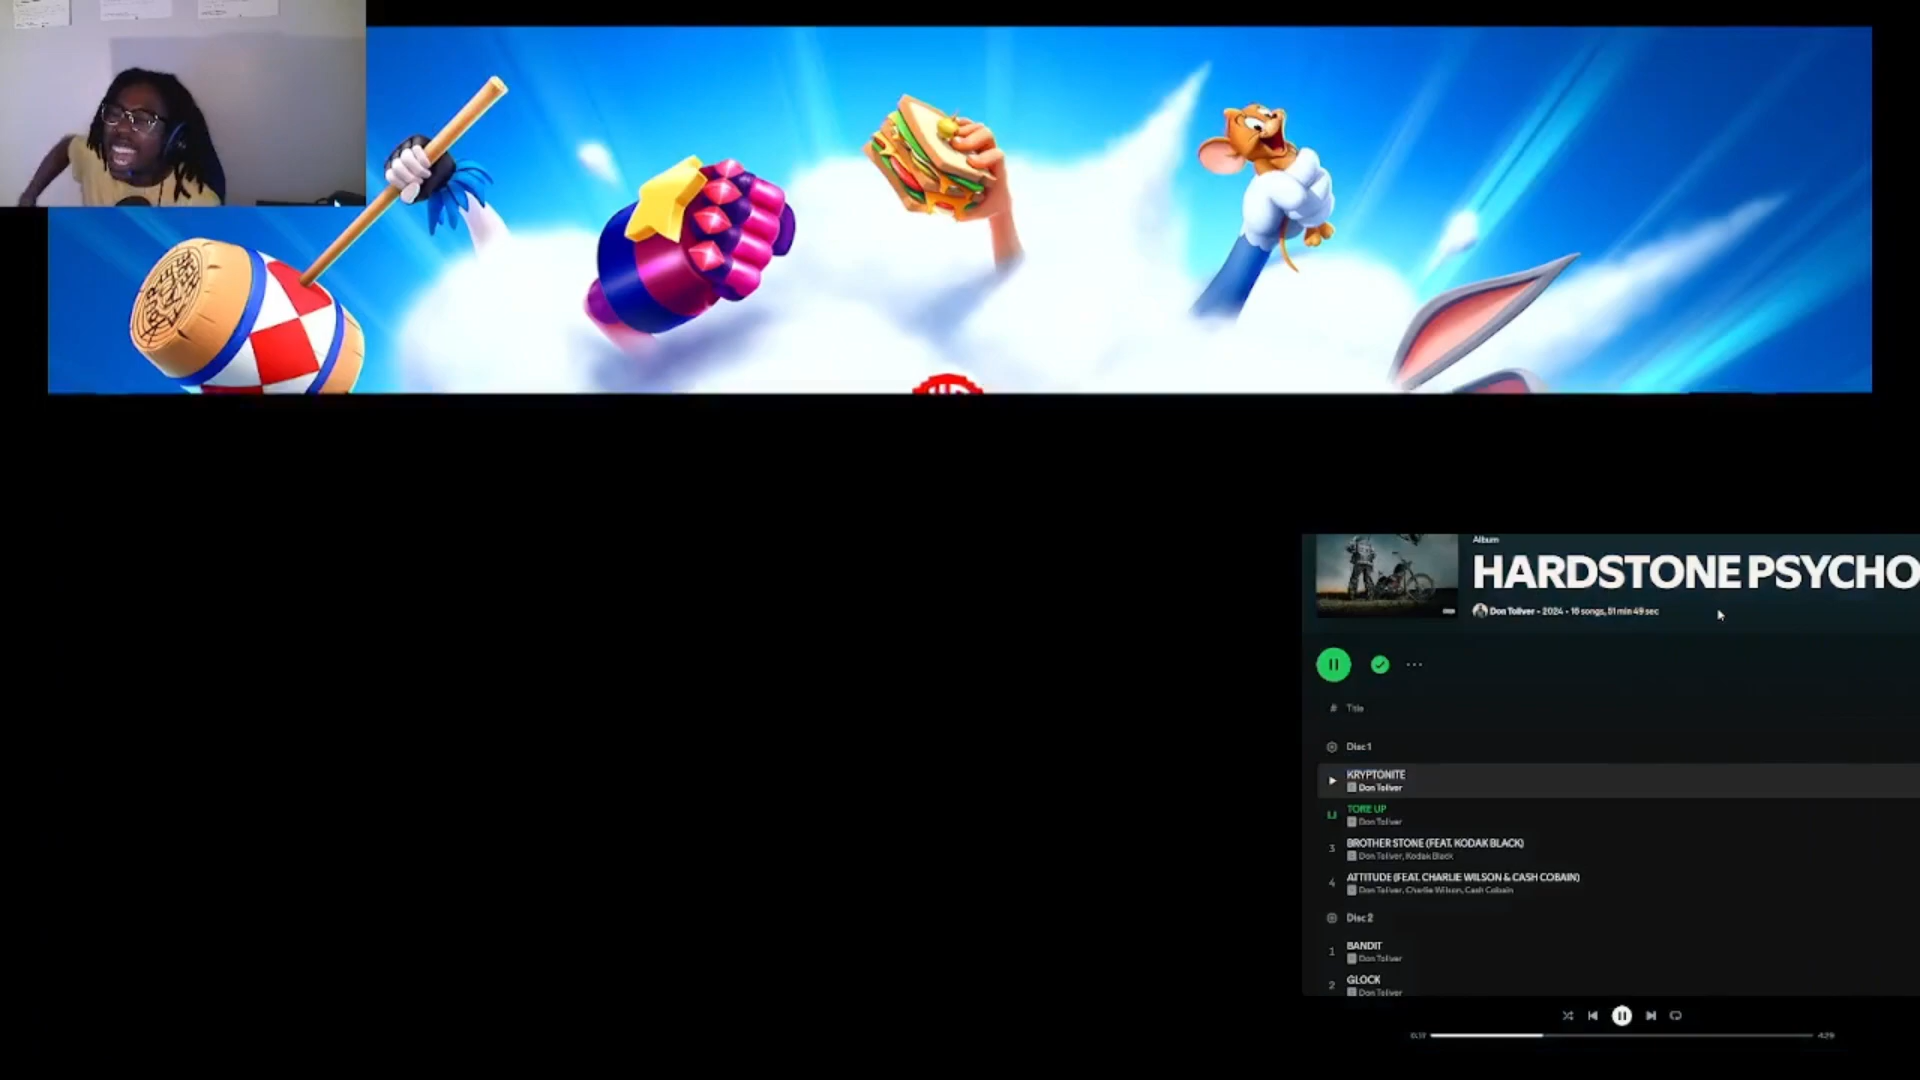 Album
HARDSTONE PSYCHO
Don Toliver • 2024 • 16 songs, 51 min 49 sec
# Title
Disc 1
KRYPTONITE
Don Toliver
TORE UP
Don Toliver
3 BROTHER STONE (FEAT. KODAK BLACK)
Don Toliver, Kodak Black
4 ATTITUDE (FEAT. CHARLIE WILSON & CASH COBAIN)
Don Toliver, Charlie Wilson, Cash Cobain
Disc 2
1 BANDIT
Don Toliver
2 GLOCK
Don Toliver